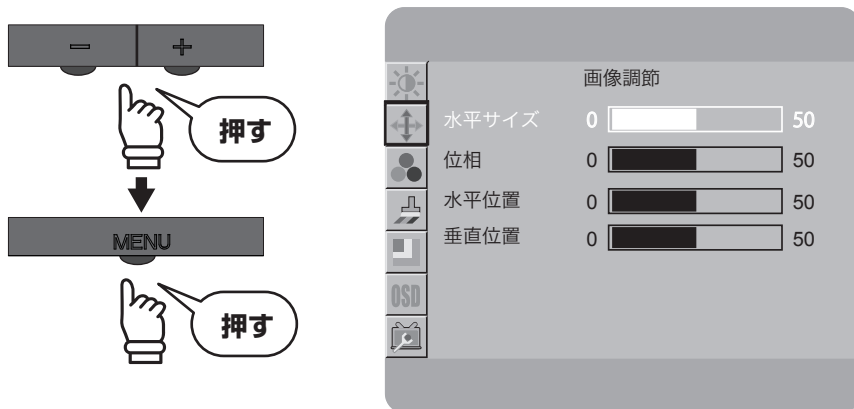 − +
押す
MENU
押す
画像調節
水平サイズ 0 50
位相 0 50
水平位置 0 50
垂直位置 0 50
OSD